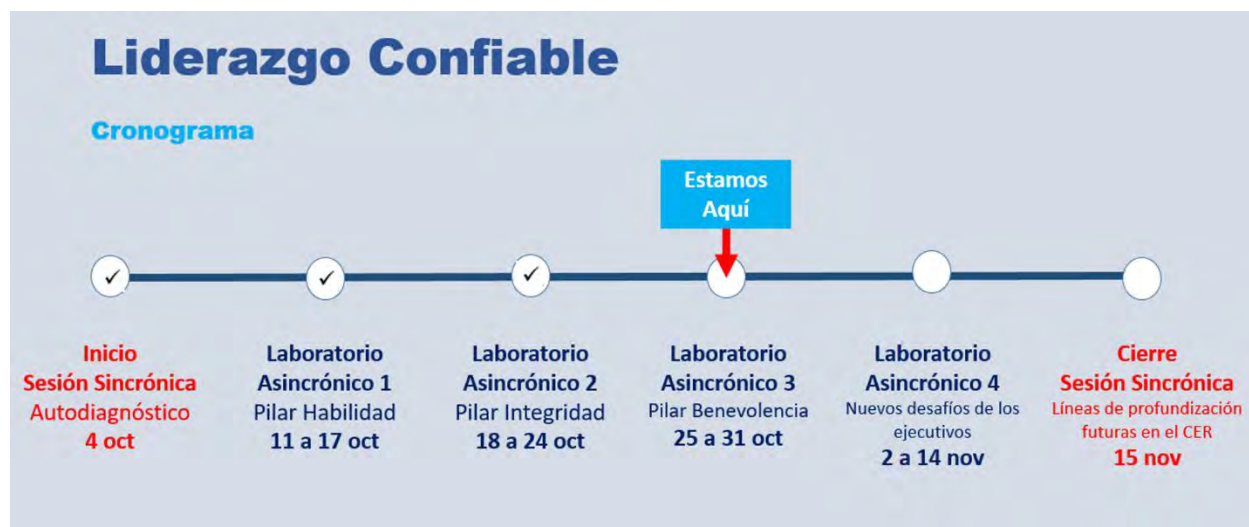 Liderazgo Confiable
Cronograma
Estamos
Aquí
Inicio
Sesión Sincrónica
Autodiagnóstico
4 oct
Laboratorio
Asincrónico 1
Pilar Habilidad
11 a 17 oct
Laboratorio
Asincrónico 2
Pilar Integridad
18 a 24 oct
Laboratorio
Asincrónico 3
Pilar Benevolencia
25 a 31 oct
Laboratorio
Asincrónico 4
Nuevos desafíos de los
ejecutivos
2 a 14 nov
Cierre
Sesión Sincrónica
Líneas de profundización
futuras en el CER
15 nov